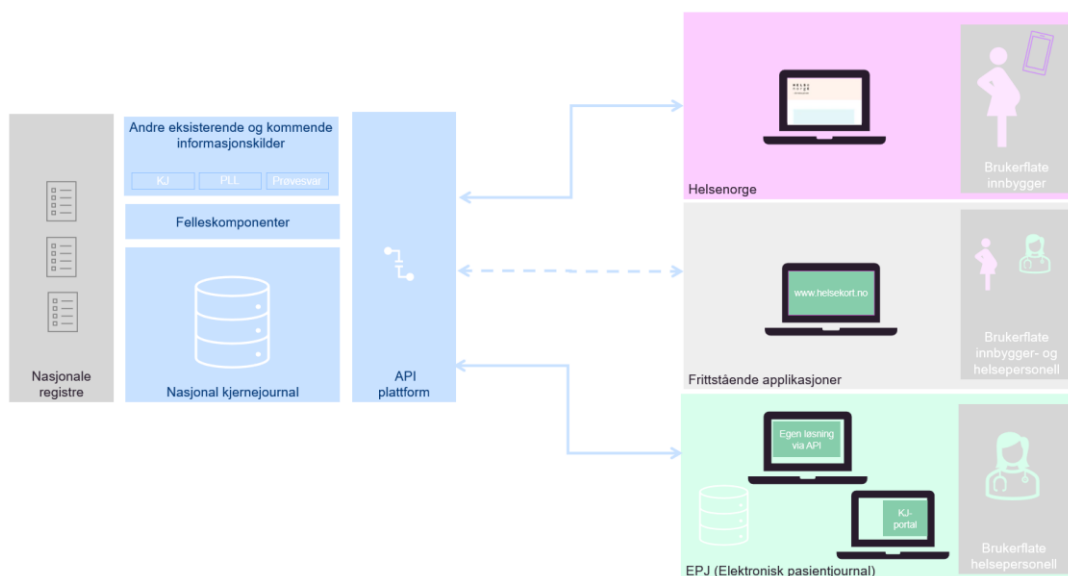 Nasjonale
registre
Andre eksisterende og kommende
informasjonskilder
KJ
PLL
Prøvesvar
Felleskomponenter
Nasjonal kjernejournal
API
plattform
Helsenorge
Brukerflate
innbygger
www.helsekort.no
Frittstående applikasjoner
Brukerflate
innbygger- og
helsepersonell
Egen løsning
via API
KJ-
portal
EPJ (Elektronisk pasientjournal)
Brukerflate
helsepersonell